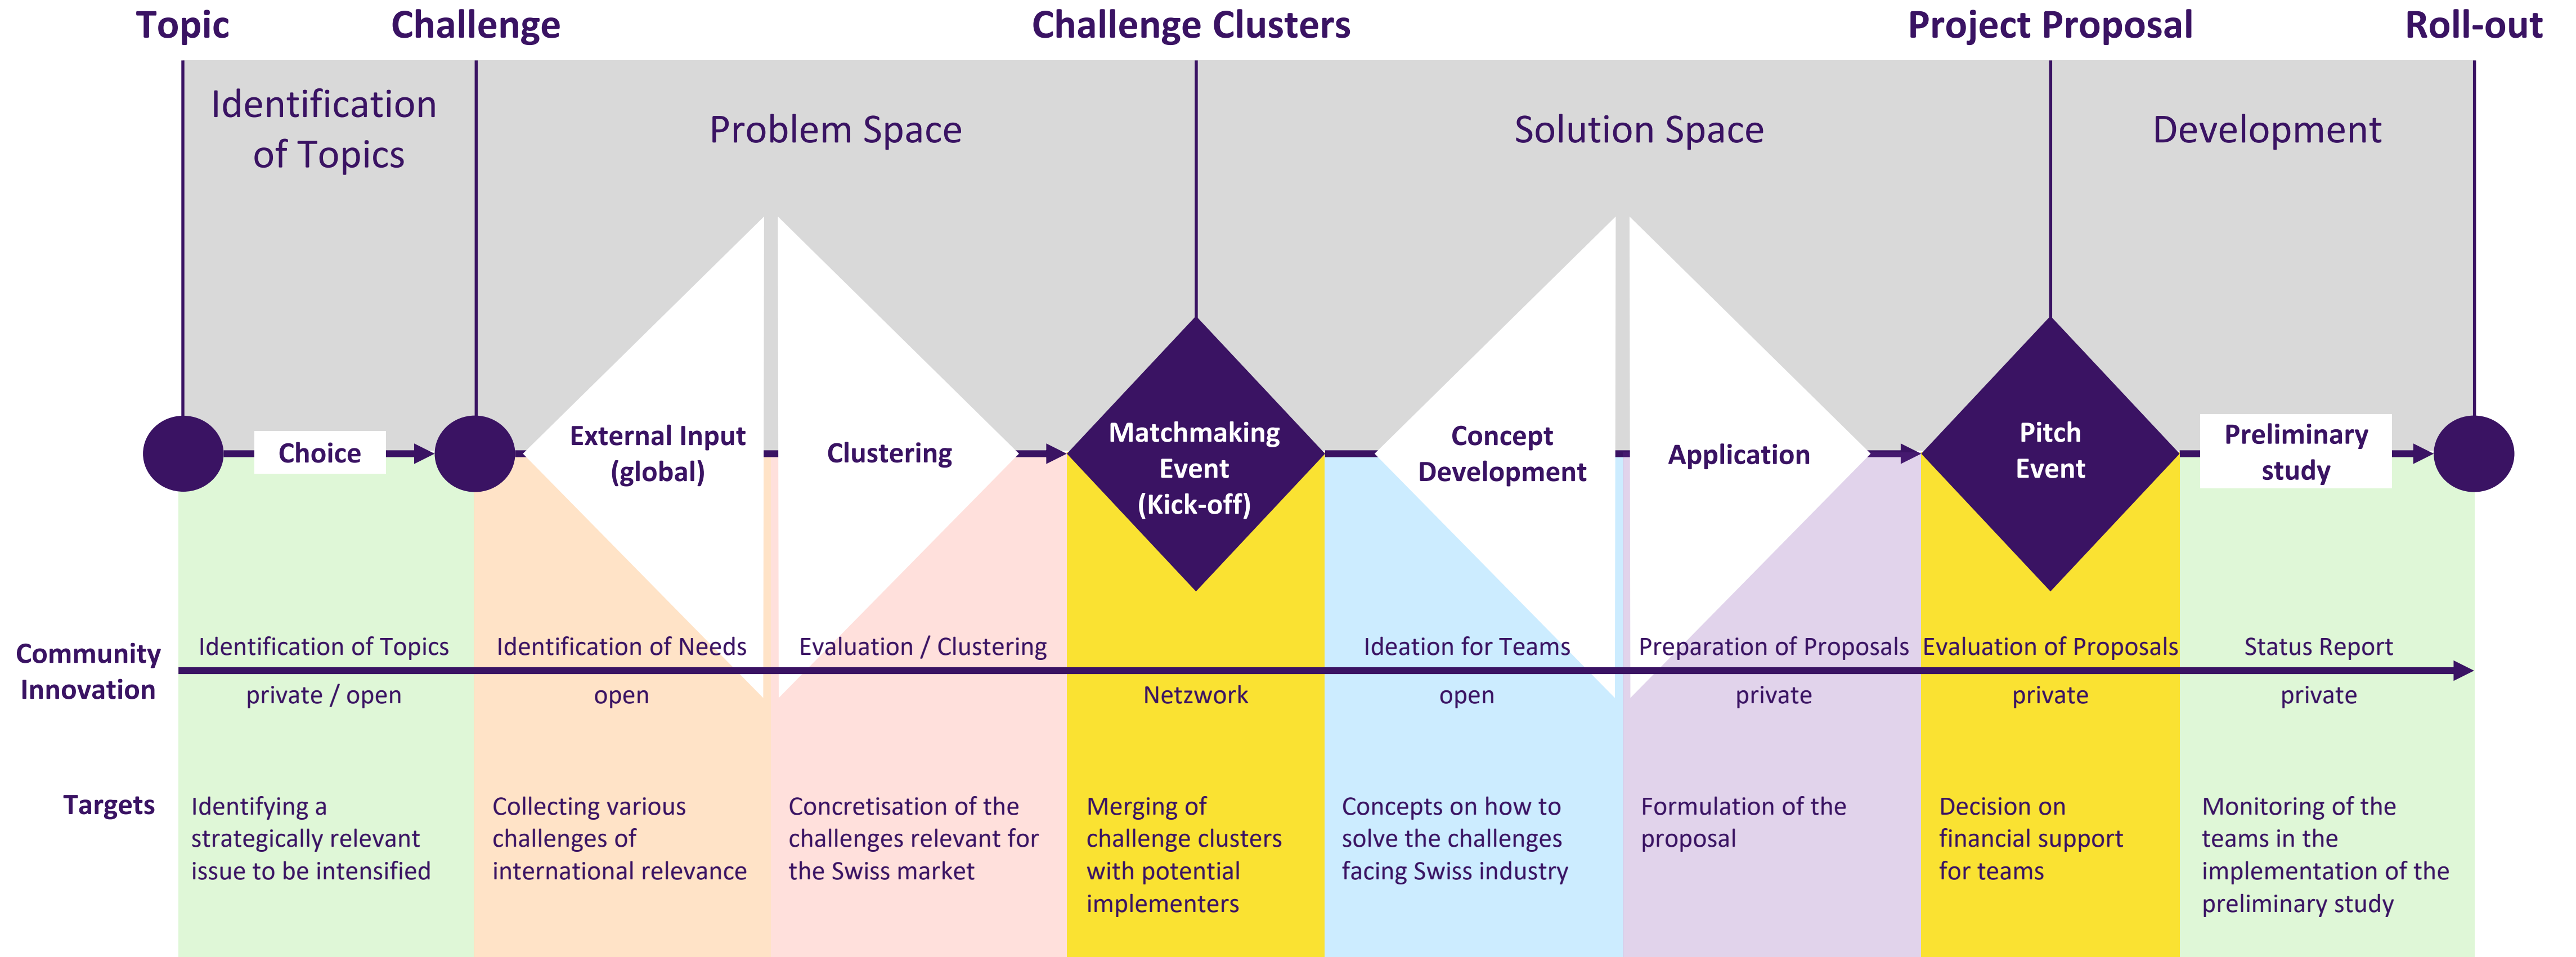 Topic
Challenge
Challenge Clusters
Project Proposal
Roll-out
Identification
of Topics
Problem Space
Solution Space
Development
Choice
External Input
(global)
Clustering
Matchmaking
Event
(Kick-off)
Concept
Development
Application
Pitch
Event
Preliminary
study
Community
Innovation
Identification of Topics
private / open
Identification of Needs
open
Evaluation / Clustering
Netzwork
Ideation for Teams
open
Preparation of Proposals
private
Evaluation of Proposals
private
Status Report
private
Targets
Identifying a
strategically relevant
issue to be intensified
Collecting various
challenges of
international relevance
Concretisation of the
challenges relevant for
the Swiss market
Merging of
challenge clusters
with potential
implementers
Concepts on how to
solve the challenges
facing Swiss industry
Formulation of the
proposal
Decision on
financial support
for teams
Monitoring of the
teams in the
implementation of the
preliminary study